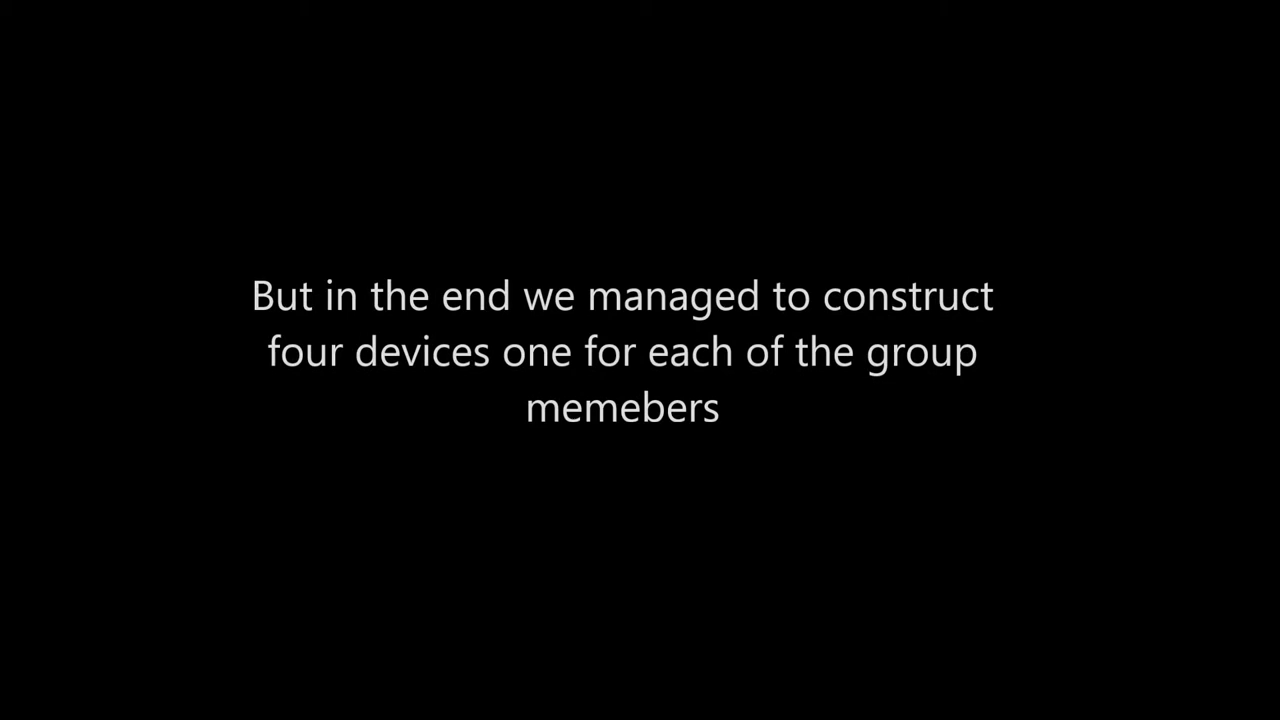 But in the end we managed to construct
four devices one for each of the group
memebers